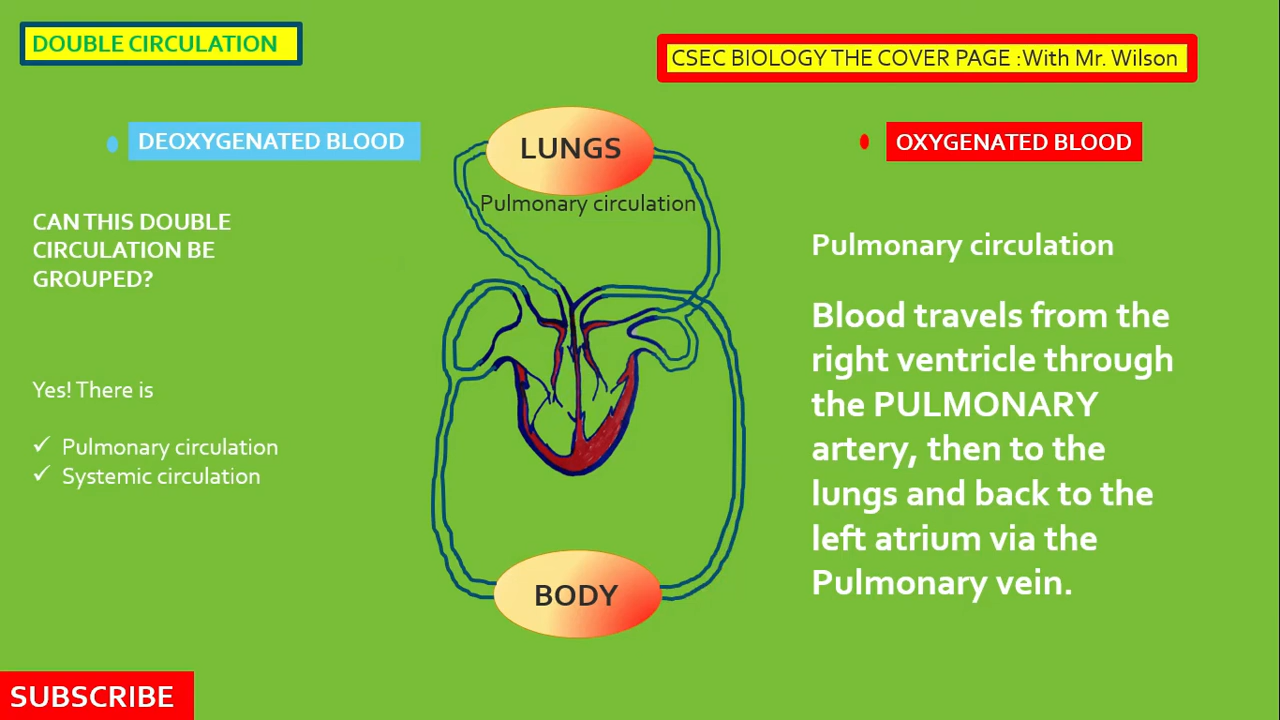 DOUBLE CIRCULATION
CSEC BIOLOGY THE COVER PAGE :With Mr. Wilson
DEOXYGENATED BLOOD
LUNGS
OXYGENATED BLOOD
Pulmonary circulation
CAN THIS DOUBLE
CIRCULATION BE
GROUPED?
Yes! There is
✓ Pulmonary circulation
✓ Systemic circulation
Pulmonary circulation
Blood travels from the
right ventricle through
the PULMONARY
artery, then to the
lungs and back to the
left atrium via the
Pulmonary vein.
BODY
SUBSCRIBE